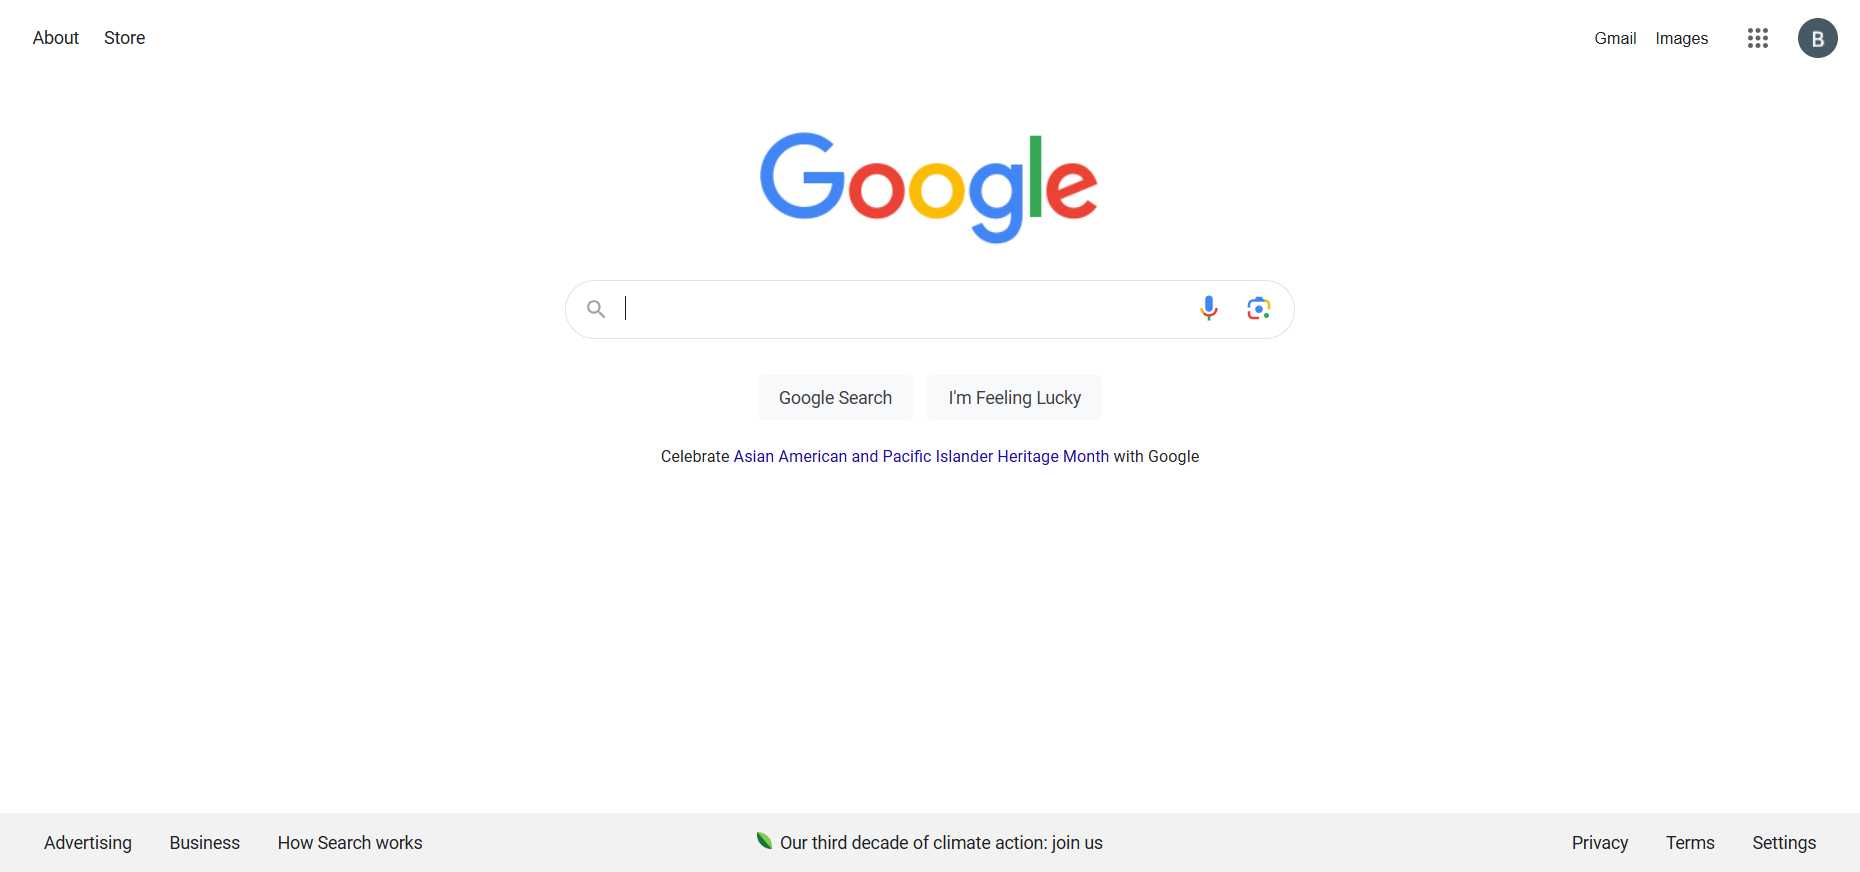 About Store
Gmail Images
B
Google
Google Search I'm Feeling Lucky
Celebrate Asian American and Pacific Islander Heritage Month with Google
Advertising Business How Search works
Our third decade of climate action: join us
Privacy Terms Settings